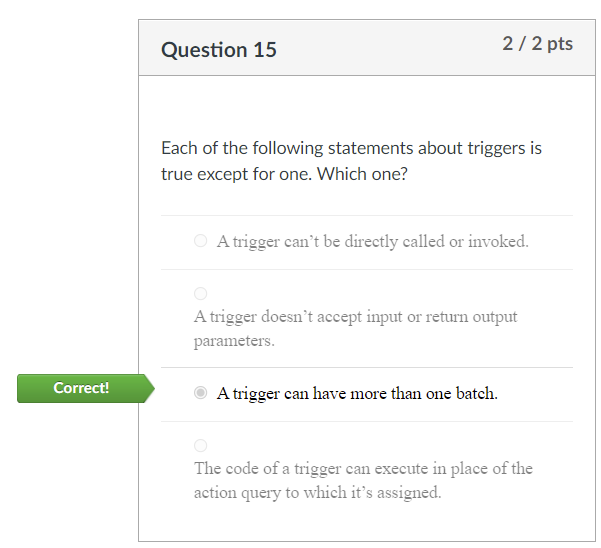 Question 15
2 / 2 pts
Each of the following statements about triggers is
true except for one. Which one?
A trigger can’t be directly called or invoked.
A trigger doesn’t accept input or return output
parameters.
Correct!
A trigger can have more than one batch.
The code of a trigger can execute in place of the
action query to which it’s assigned.